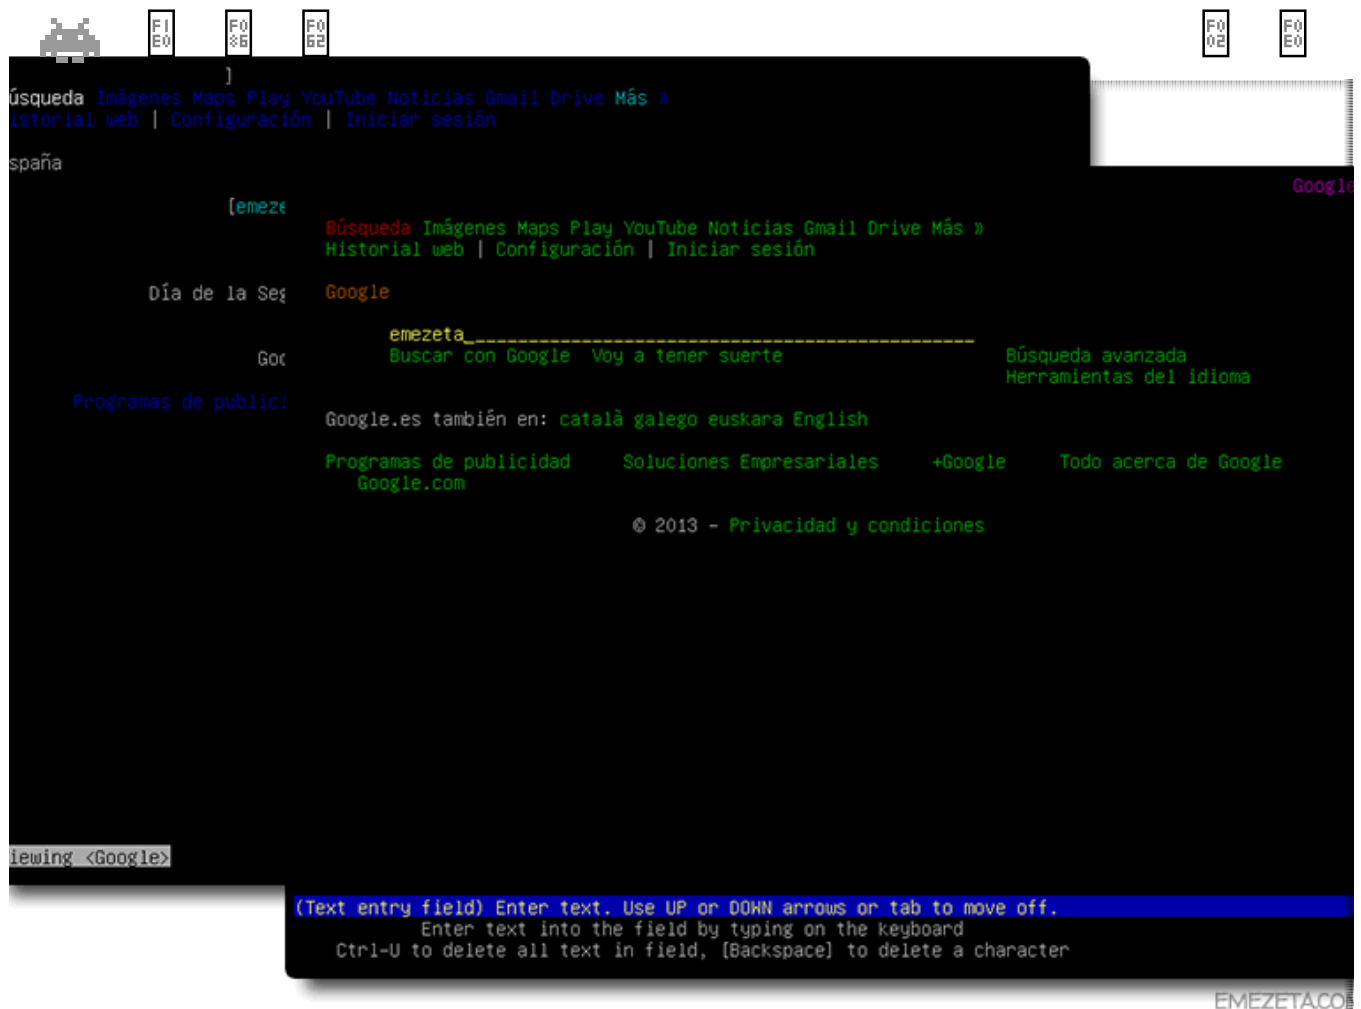 F1
E0
F0
86
F0
62
F0
02
F0
E0
]
úsqueda Imágenes Maps Play YouTube Noticias Gmail Drive Más »
istorial web | Configuración | Iniciar sesión
spaña
[emeze
Día de la Seg
Goo
Programas de publici
iewing <Google>
Google
Búsqueda Imágenes Maps Play YouTube Noticias Gmail Drive Más »
Historial web | Configuración | Iniciar sesión
Google
emezeta_______________________________________________
Buscar con Google Voy a tener suerte Búsqueda avanzada
Herramientas del idioma
Google.es también en: català galego euskara English
Programas de publicidad Soluciones Empresariales +Google Todo acerca de Google
Google.com
© 2013 - Privacidad y condiciones
(Text entry field) Enter text. Use UP or DOWN arrows or tab to move off.
Enter text into the field by typing on the keyboard
Ctrl-U to delete all text in field, [Backspace] to delete a character
EMEZETA.CO